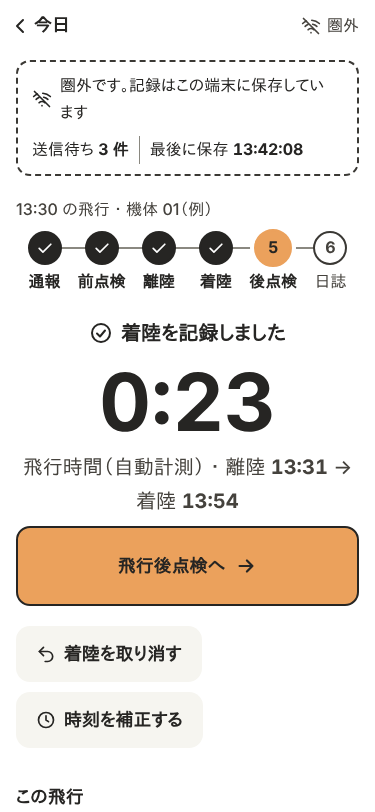 今日
圏外
圏外です。記録はこの端末に保存してい
ます
送信待ち 3 件
最後に保存 13:42:08
13:30 の飛行・機体 01（例）
5
6
通報
前点検
離陸
着陸
後点検
日誌
着陸を記録しました
0:23
飛行時間（自動計測）・離陸 13:31 →
着陸 13:54
飛行後点検へ →
着陸を取り消す
時刻を補正する
この飛行